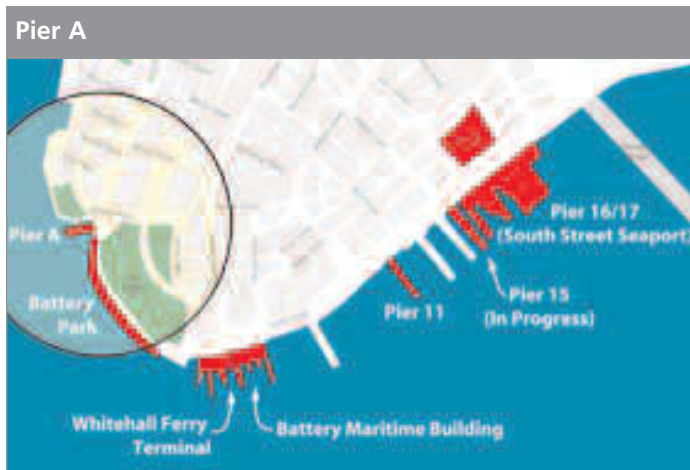 Pier A
Pier A
Battery
Park
Pier 16/17
(South Street Seaport)
Pier 15
(In Progress)
Pier 11
Whitehall Ferry
Terminal
Battery Maritime Building